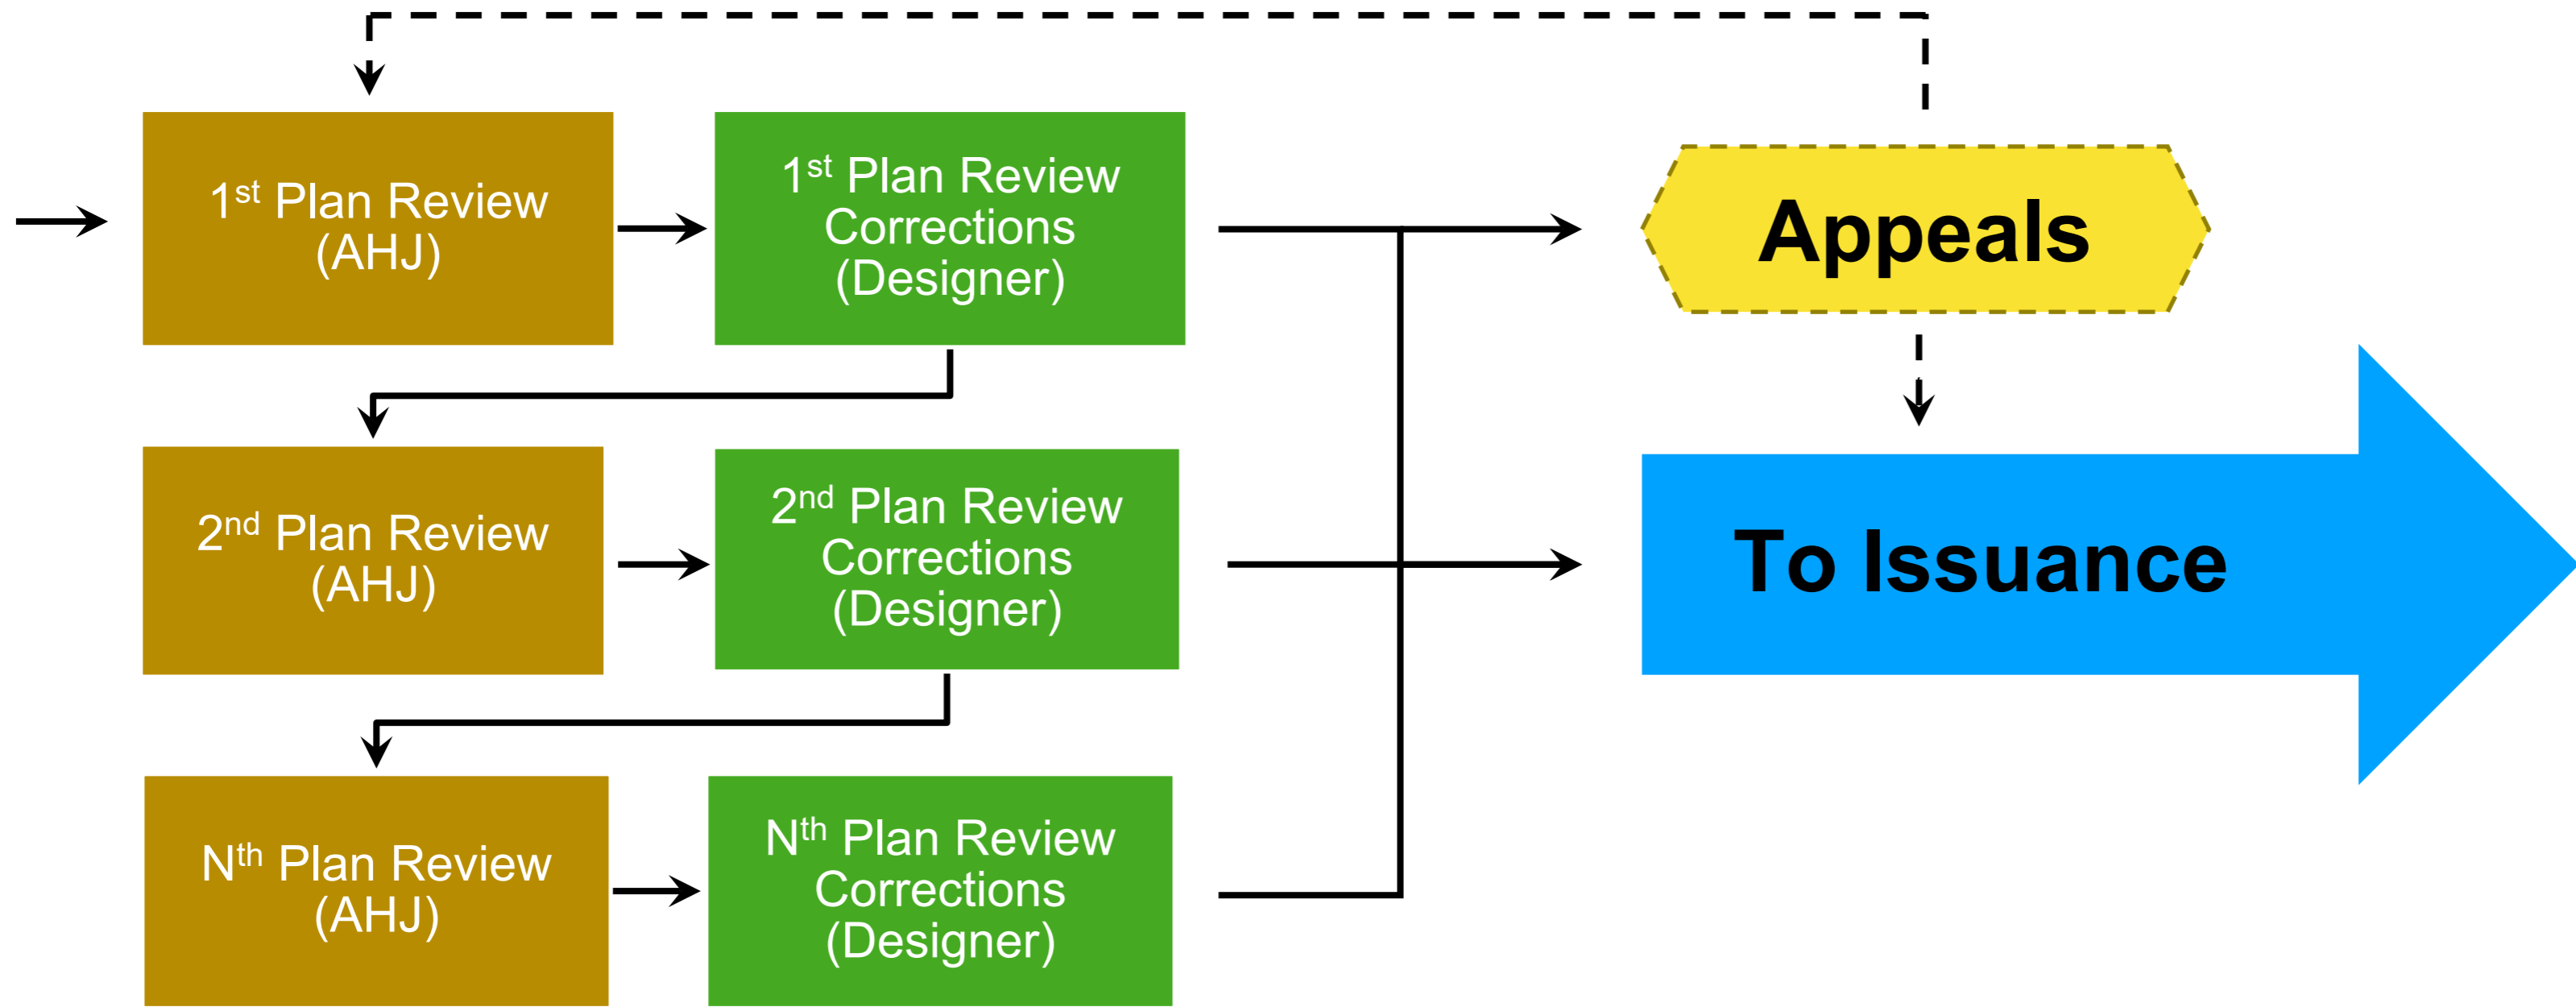 1st Plan Review
(AHJ)
1st Plan Review
Corrections
(Designer)
Appeals
2nd Plan Review
(AHJ)
2nd Plan Review
Corrections
(Designer)
To Issuance
Nth Plan Review
(AHJ)
Nth Plan Review
Corrections
(Designer)